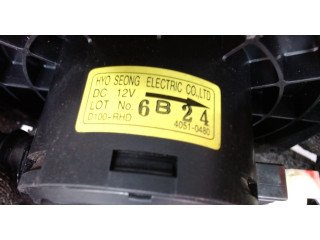 HYO SEONG ELECTRIC CO.,LTD
DC 12V
LOT No. 6B24
D100-RHD 4051-0480